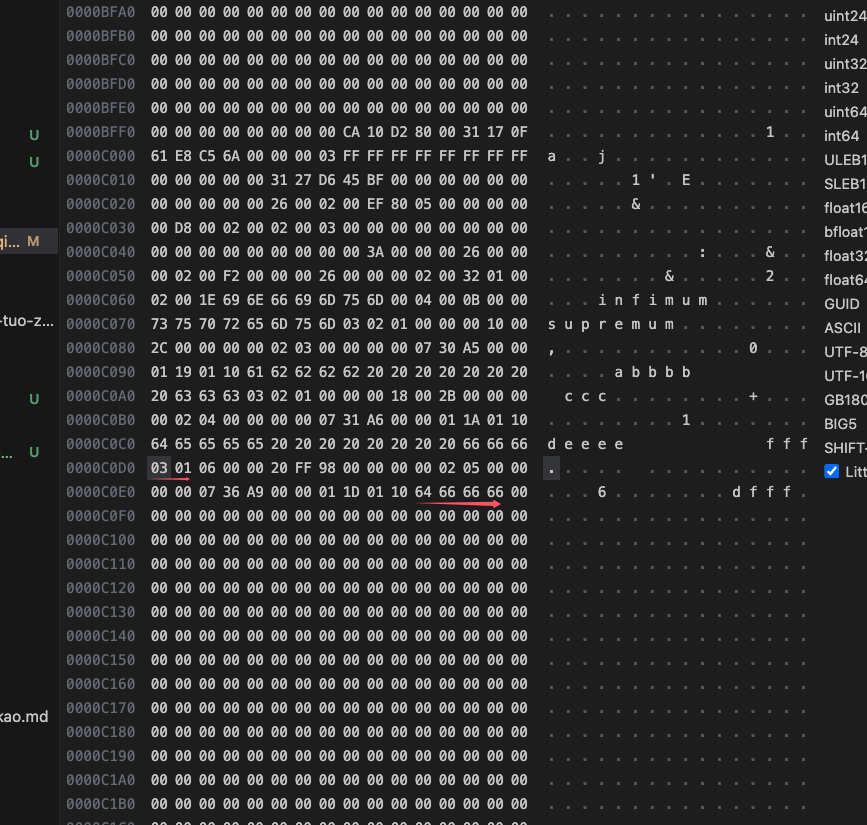 U
U
qi... M
-tuo-z...
U
... U
kao.md
0000BFA0 00 00 00 00 00 00 00 00 00 00 00 00 00 00 00 00 . . . . . . . . . . . . . . . .
0000BFB0 00 00 00 00 00 00 00 00 00 00 00 00 00 00 00 00 . . . . . . . . . . . . . . . .
0000BFC0 00 00 00 00 00 00 00 00 00 00 00 00 00 00 00 00 . . . . . . . . . . . . . . . .
0000BFD0 00 00 00 00 00 00 00 00 00 00 00 00 00 00 00 00 . . . . . . . . . . . . . . . .
0000BFE0 00 00 00 00 00 00 00 00 00 00 00 00 00 00 00 00 . . . . . . . . . . . . . . . .
0000BFF0 00 00 00 00 00 00 00 00 CA 10 D2 80 00 31 17 0F . . . . . . . . . . . . . 1 . .
0000C000 61 E8 C5 6A 00 00 00 03 FF FF FF FF FF FF FF FF a . . j . . . . . . . . . . . .
0000C010 00 00 00 00 00 31 27 D6 45 BF 00 00 00 00 00 00 . . . . . 1 ' . E . . . . . . .
0000C020 00 00 00 00 00 26 00 02 00 EF 80 05 00 00 00 00 . . . . . & . . . . . . . . . .
0000C030 00 D8 00 02 00 02 00 03 00 00 00 00 00 00 00 00 . . . . . . . . . . . . . . . .
0000C040 00 00 00 00 00 00 00 00 00 3A 00 00 00 26 00 00 . . . . . . . . . : . . . & . .
0000C050 00 02 00 F2 00 00 00 26 00 00 00 02 00 32 01 00 . . . . . . . & . . . . . 2 . .
0000C060 02 00 1E 69 6E 66 69 6D 75 6D 00 04 00 0B 00 00 . . . i n f i m u m . . . . . .
0000C070 73 75 70 72 65 6D 75 6D 03 02 01 00 00 00 10 00 s u p r e m u m . . . . . . . .
0000C080 2C 00 00 00 00 02 03 00 00 00 00 07 30 A5 00 00 , . . . . . . . . . . . 0 . . .
0000C090 01 19 01 10 61 62 62 62 62 20 20 20 20 20 20 20 . . . . a b b b b
0000C0A0 20 63 63 63 03 02 01 00 00 00 18 00 2B 00 00 00 c c c . . . . . . . . + . . .
0000C0B0 00 02 04 00 00 00 00 07 31 A6 00 00 01 1A 01 10 . . . . . . . . 1 . . . . . . .
0000C0C0 64 65 65 65 65 20 20 20 20 20 20 20 20 66 66 66 d e e e e f f f
0000C0D0 03 01 06 00 00 20 FF 98 00 00 00 00 02 05 00 00 . . . . . . . . . . . . . . .
0000C0E0 00 00 07 36 A9 00 00 01 1D 01 10 64 66 66 66 00 . . . 6 . . . . . . . d f f f .
0000C0F0 00 00 00 00 00 00 00 00 00 00 00 00 00 00 00 00 . . . . . . . . . . . . . . . .
0000C100 00 00 00 00 00 00 00 00 00 00 00 00 00 00 00 00 . . . . . . . . . . . . . . . .
0000C110 00 00 00 00 00 00 00 00 00 00 00 00 00 00 00 00 . . . . . . . . . . . . . . . .
0000C120 00 00 00 00 00 00 00 00 00 00 00 00 00 00 00 00 . . . . . . . . . . . . . . . .
0000C130 00 00 00 00 00 00 00 00 00 00 00 00 00 00 00 00 . . . . . . . . . . . . . . . .
0000C140 00 00 00 00 00 00 00 00 00 00 00 00 00 00 00 00 . . . . . . . . . . . . . . . .
0000C150 00 00 00 00 00 00 00 00 00 00 00 00 00 00 00 00 . . . . . . . . . . . . . . . .
0000C160 00 00 00 00 00 00 00 00 00 00 00 00 00 00 00 00 . . . . . . . . . . . . . . . .
0000C170 00 00 00 00 00 00 00 00 00 00 00 00 00 00 00 00 . . . . . . . . . . . . . . . .
0000C180 00 00 00 00 00 00 00 00 00 00 00 00 00 00 00 00 . . . . . . . . . . . . . . . .
0000C190 00 00 00 00 00 00 00 00 00 00 00 00 00 00 00 00 . . . . . . . . . . . . . . . .
0000C1A0 00 00 00 00 00 00 00 00 00 00 00 00 00 00 00 00 . . . . . . . . . . . . . . . .
0000C1B0 00 00 00 00 00 00 00 00 00 00 00 00 00 00 00 00 . . . . . . . . . . . . . . . .
uint24
int24
uint32
int32
uint64
int64
ULEB1
SLEB1
float16
bfloat1
float32
float64
GUID
ASCII
UTF-8
UTF-1
GB180
BIG5
SHIFT-
Litt